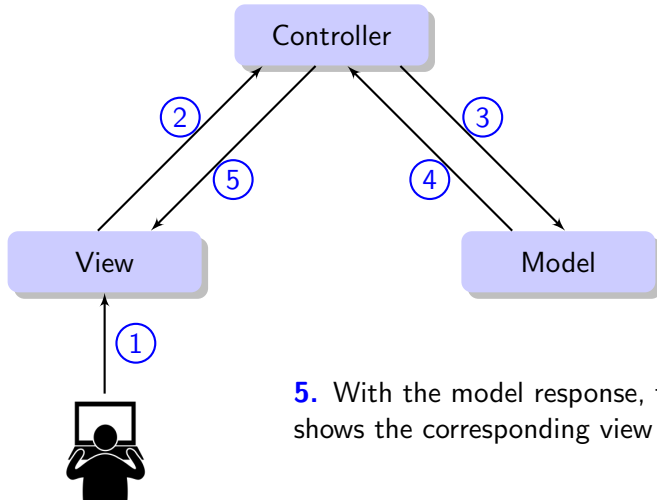 Controller
2
3
5
4
View
Model
1
5. With the model response,
shows the corresponding view